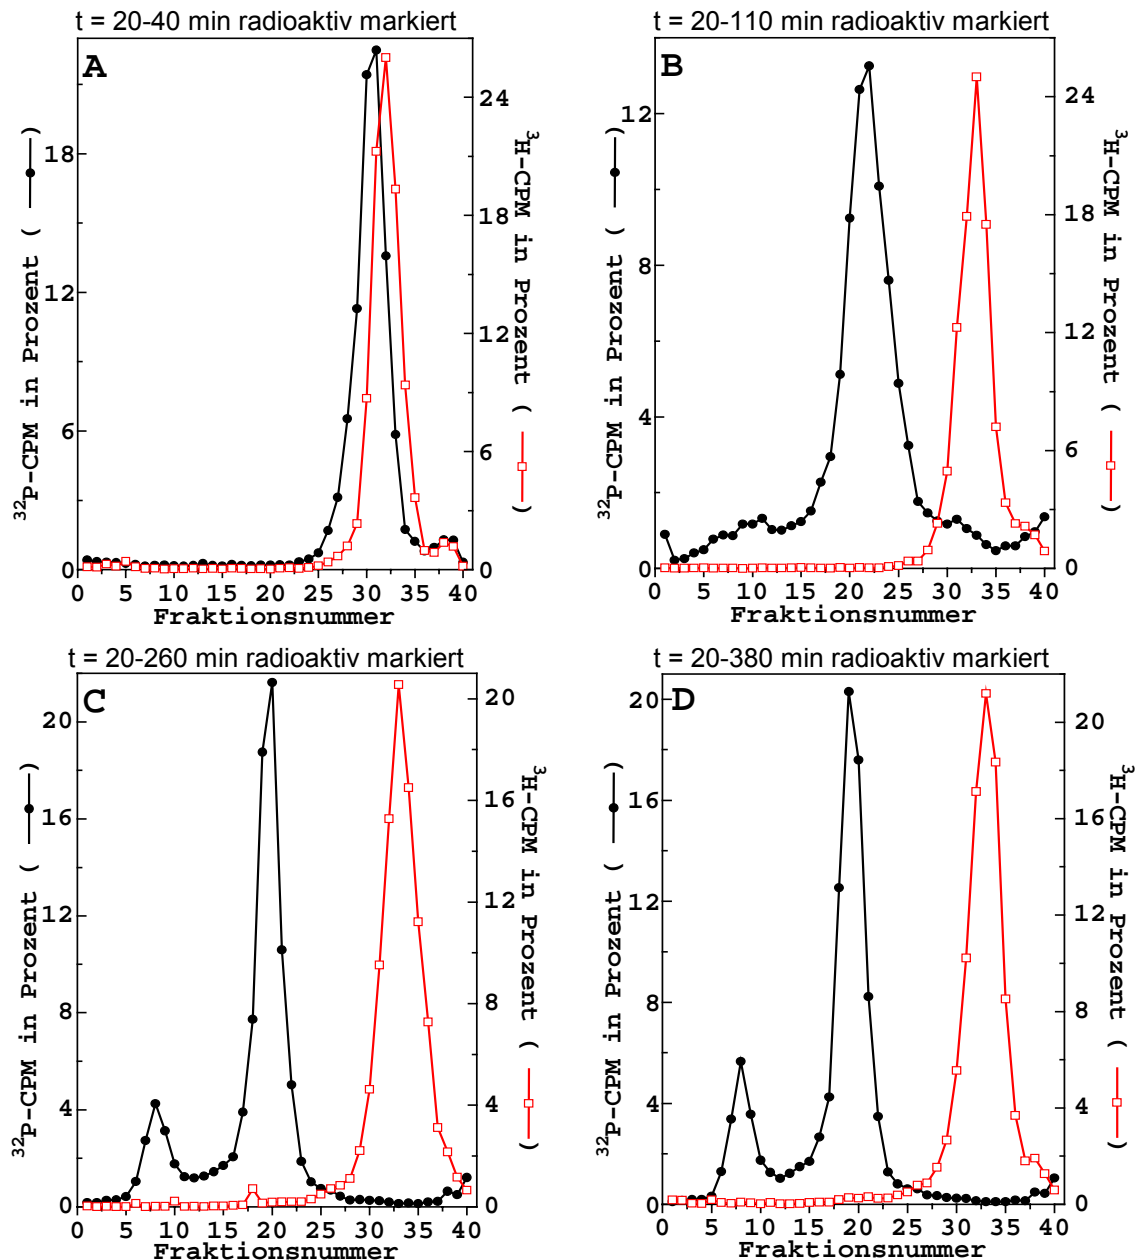 t = 20-40 min radioaktiv markiert
A
32P-CPM in Prozent ( )
18
12
6
0
3H-CPM in Prozent ( )
24
18
12
6
0
0 5 10 15 20 25 30 35 40
Fraktionsnummer
t = 20-110 min radioaktiv markiert
B
32P-CPM in Prozent ( )
12
8
4
0
3H-CPM in Prozent ( )
24
18
12
6
0
0 5 10 15 20 25 30 35 40
Fraktionsnummer
t = 20-260 min radioaktiv markiert
C
32P-CPM in Prozent ( )
20
16
12
8
4
0
3H-CPM in Prozent ( )
20
16
12
8
4
0
0 5 10 15 20 25 30 35 40
Fraktionsnummer
t = 20-380 min radioaktiv markiert
D
32P-CPM in Prozent ( )
20
16
12
8
4
0
3H-CPM in Prozent ( )
20
16
12
8
4
0
0 5 10 15 20 25 30 35 40
Fraktionsnummer